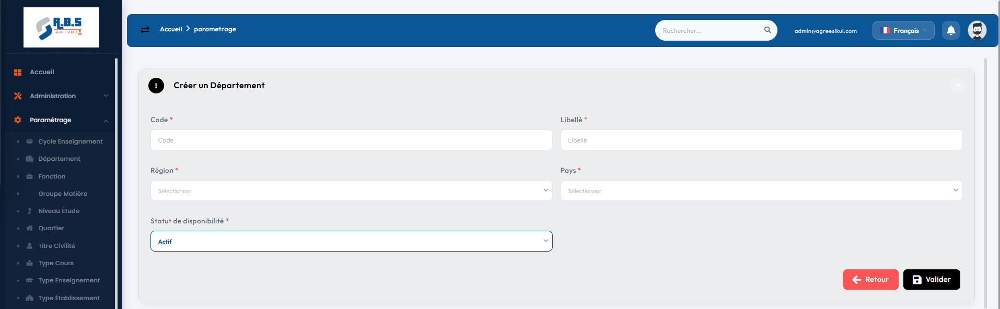 A.B.S
AGREE SIKUL
Accueil
Administration
Paramétrage
Cycle Enseignement
Département
Fonction
Groupe Matière
Niveau Étude
Quartier
Titre Civilité
Type Cours
Type Enseignement
Type Établissement
Accueil > parametrage
Rechercher...
admin@agreesikul.com
Français
! Créer un Département
Code *
Code
Libellé *
Libellé
Région *
Sélectionner
Pays *
Sélectionner
Statut de disponibilité *
Actif
Retour
Valider